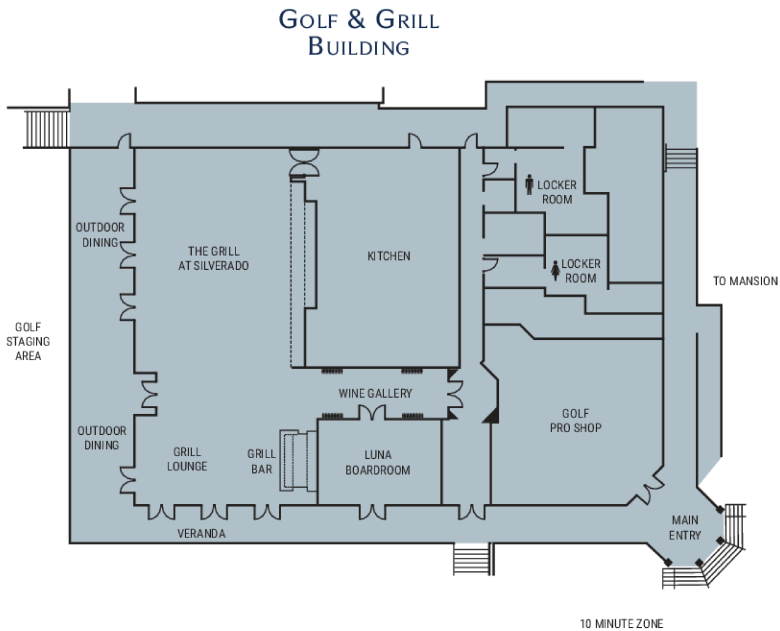 GOLF & GRILL
BUILDING
LOCKER
ROOM
OUTDOOR
DINING
THE GRILL
AT SILVERADO
KITCHEN
LOCKER
ROOM
TO MANSION
GOLF
STAGING
AREA
WINE GALLERY
GOLF
PRO SHOP
OUTDOOR
DINING
GRILL
LOUNGE
GRILL
BAR
LUNA
BOARDROOM
MAIN
ENTRY
VERANDA
10 MINUTE ZONE